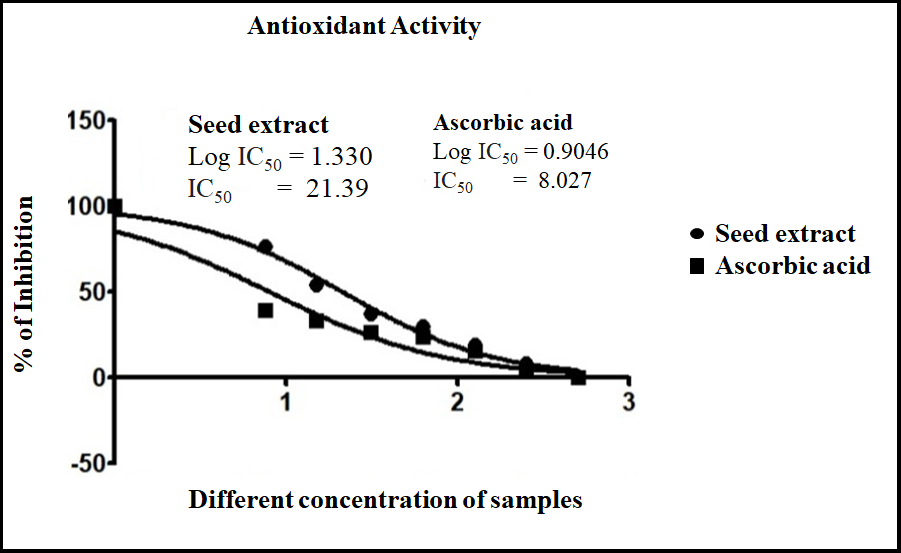 Antioxidant Activity
Seed extract
Log IC50 = 1.330
IC50 = 21.39
Ascorbic acid
Log IC50 = 0.9046
IC50 = 8.027
150
100
50
0
-50
1
2
3
% of Inhibition
Different concentration of samples
Seed extract
Ascorbic acid